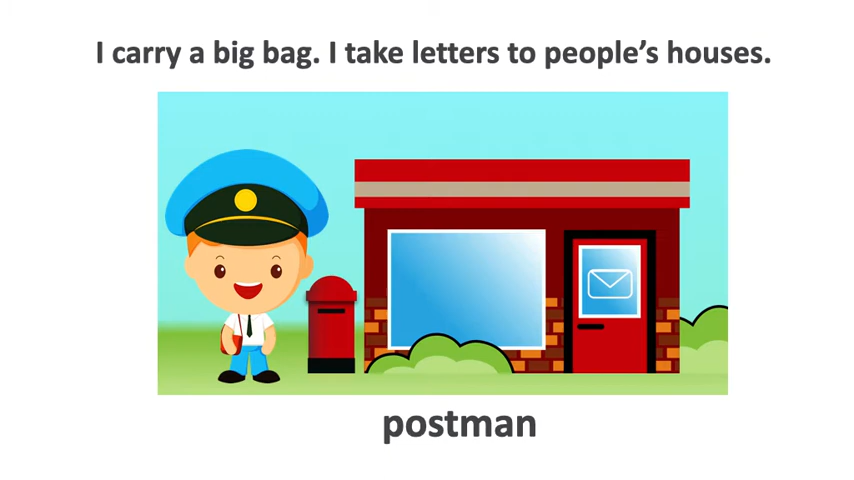 I carry a big bag. I take letters to people’s houses.
postman